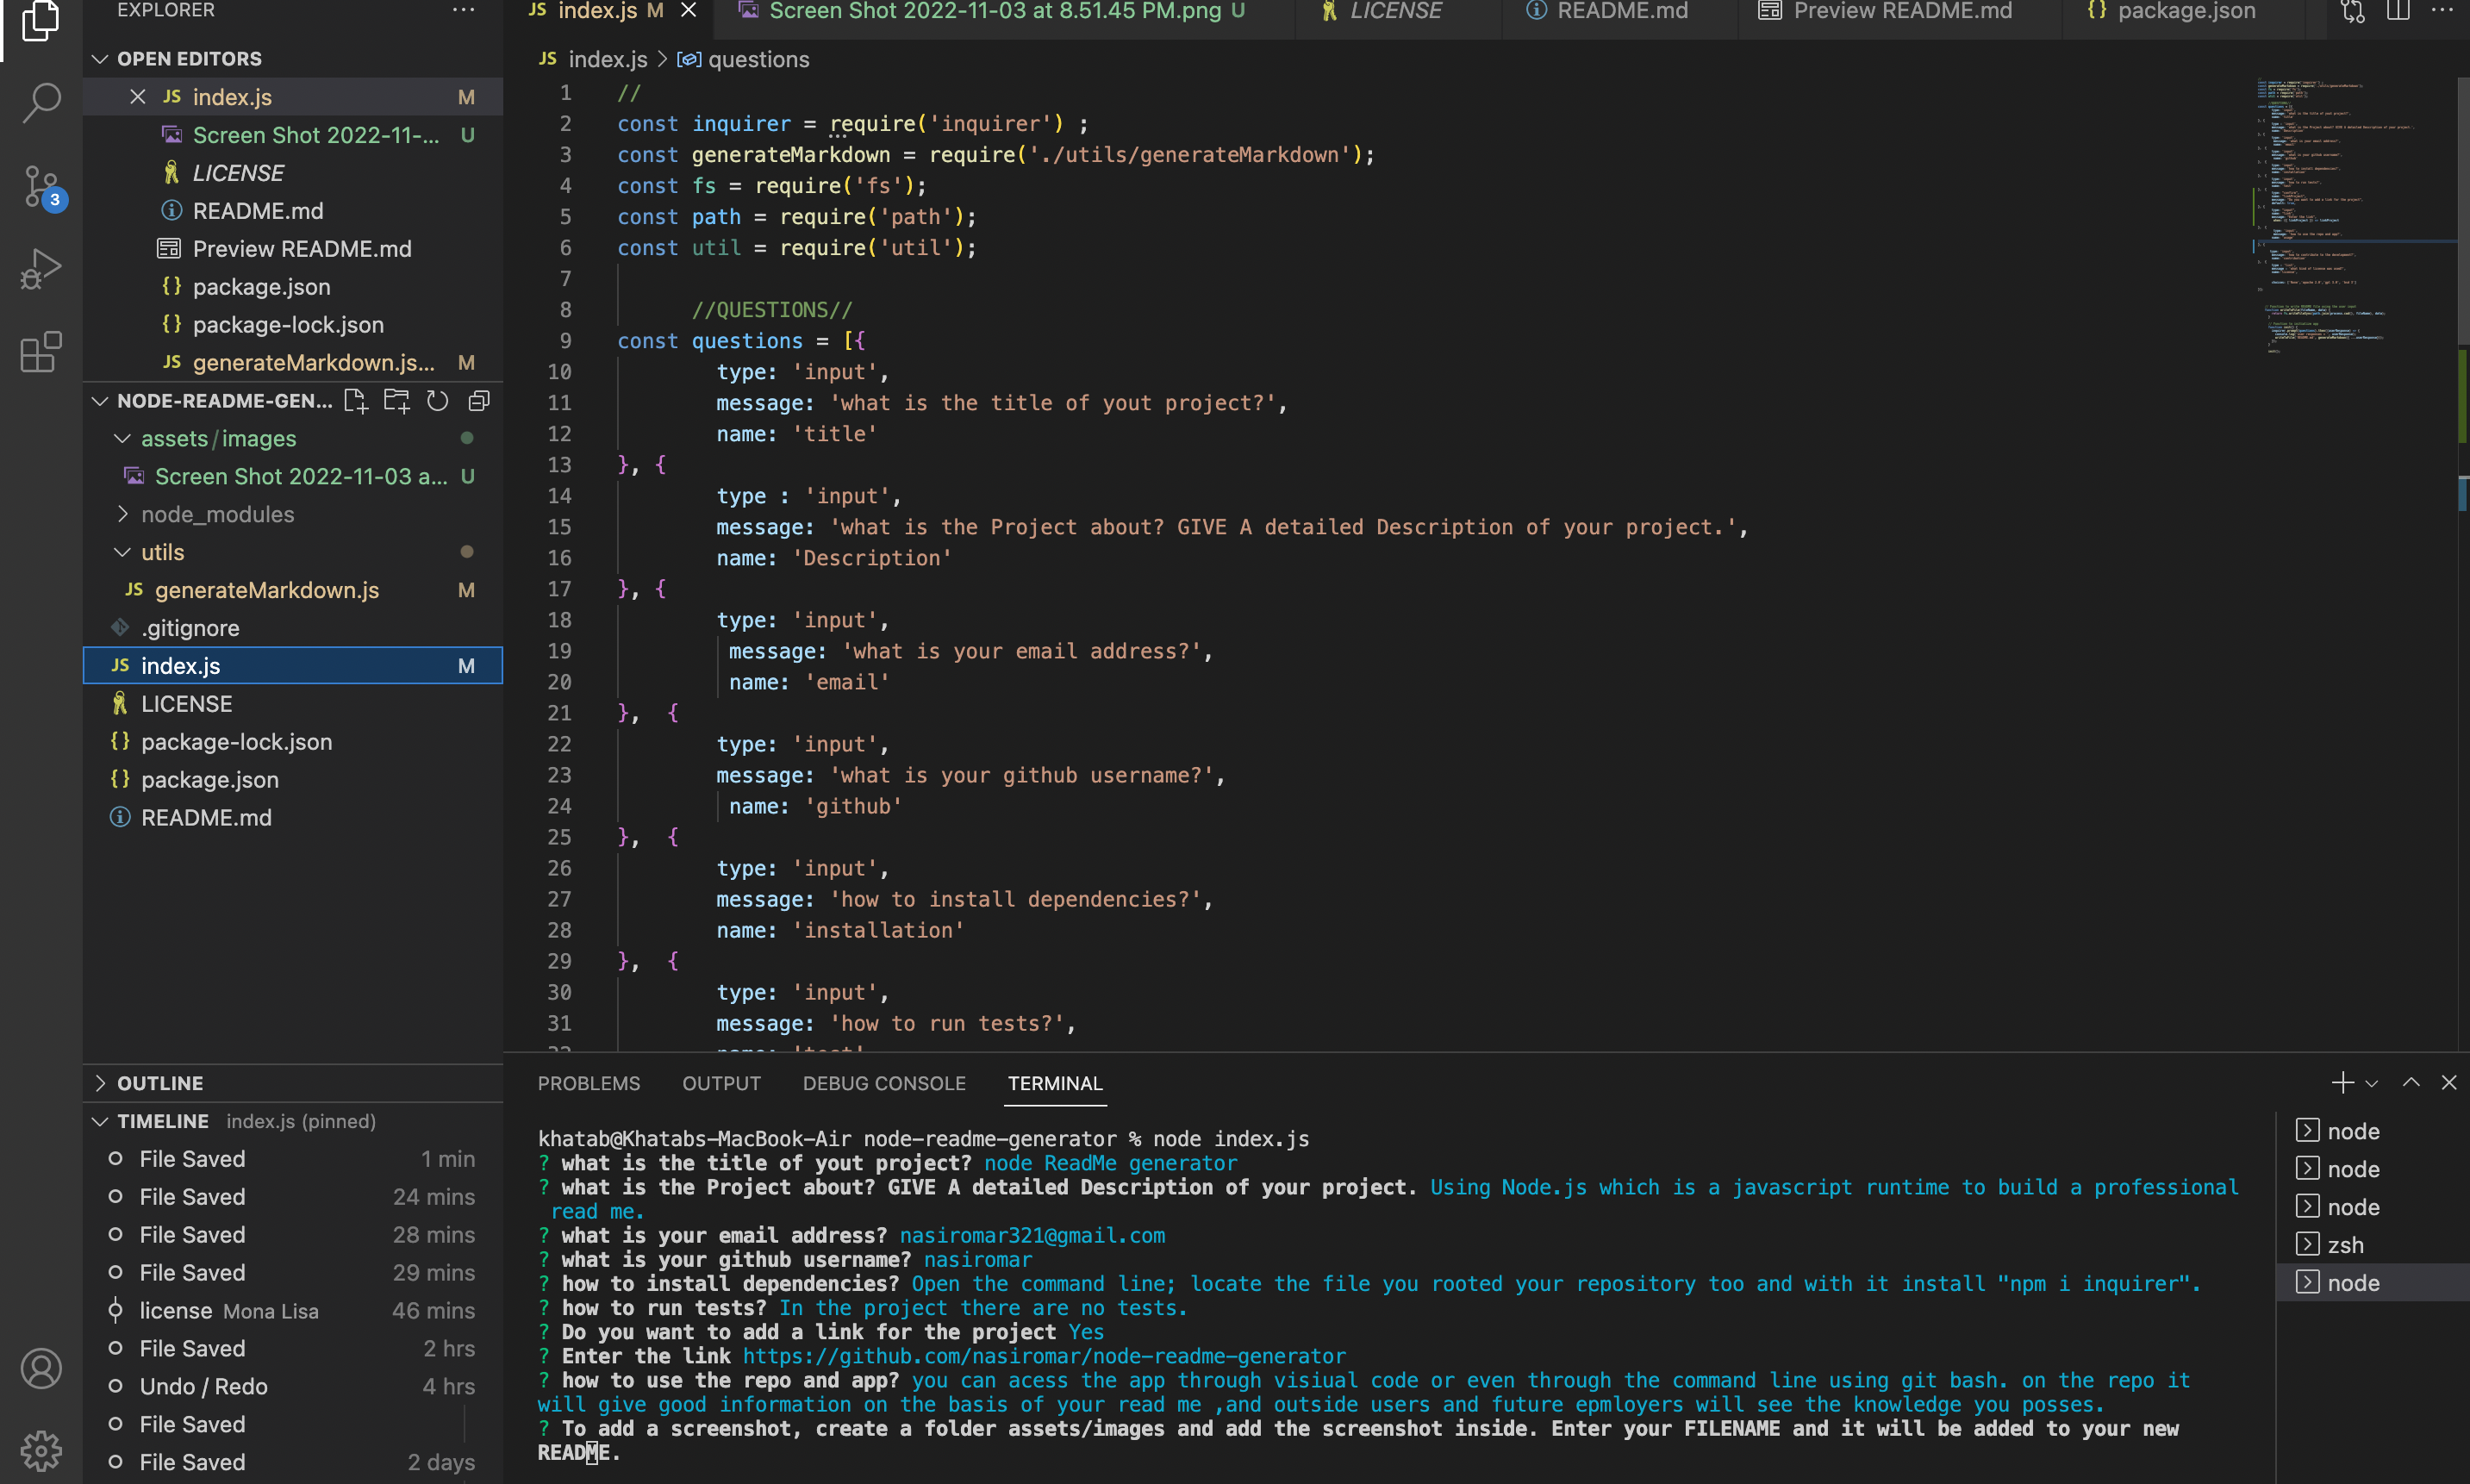 EXPLORER
OPEN EDITORS
JS index.js M
Screen Shot 2022-11-... U
LICENSE
README.md
Preview README.md
{} package.json
{} package-lock.json
JS generateMarkdown.js... M
NODE-README-GEN...
assets/images
Screen Shot 2022-11-03 a... U
node_modules
utils
JS generateMarkdown.js M
.gitignore
JS index.js M
LICENSE
{} package-lock.json
{} package.json
README.md
3
OUTLINE
TIMELINE index.js (pinned)
File Saved 1 min
File Saved 24 mins
File Saved 28 mins
File Saved 29 mins
license Mona Lisa 46 mins
File Saved 2 hrs
Undo / Redo 4 hrs
File Saved
File Saved 2 days
JS index.js M Screen Shot 2022-11-03 at 8.51.45 PM.png U LICENSE README.md Preview README.md {} package.json
JS index.js > questions
1 //
2 const inquirer = require('inquirer') ;
3 const generateMarkdown = require('./utils/generateMarkdown');
4 const fs = require('fs');
5 const path = require('path');
6 const util = require('util');
7
8 //QUESTIONS//
9 const questions = [{
10 type: 'input',
11 message: 'what is the title of yout project?',
12 name: 'title'
13 }, {
14 type : 'input',
15 message: 'what is the Project about? GIVE A detailed Description of your project.',
16 name: 'Description'
17 }, {
18 type: 'input',
19 message: 'what is your email address?',
20 name: 'email'
21 }, {
22 type: 'input',
23 message: 'what is your github username?',
24 name: 'github'
25 }, {
26 type: 'input',
27 message: 'how to install dependencies?',
28 name: 'installation'
29 }, {
30 type: 'input',
31 message: 'how to run tests?',
32 name: 'test'
PROBLEMS OUTPUT DEBUG CONSOLE TERMINAL
khatab@Khatabs-MacBook-Air node-readme-generator % node index.js
? what is the title of yout project? node ReadMe generator
? what is the Project about? GIVE A detailed Description of your project. Using Node.js which is a javascript runtime to build a professional
read me.
? what is your email address? nasiromar321@gmail.com
? what is your github username? nasiromar
? how to install dependencies? Open the command line; locate the file you rooted your repository too and with it install "npm i inquirer".
? how to run tests? In the project there are no tests.
? Do you want to add a link for the project Yes
? Enter the link https://github.com/nasiromar/node-readme-generator
? how to use the repo and app? you can acess the app through visiual code or even through the command line using git bash. on the repo it
will give good information on the basis of your read me ,and outside users and future epmloyers will see the knowledge you posses.
? To add a screenshot, create a folder assets/images and add the screenshot inside. Enter your FILENAME and it will be added to your new
README.
node
node
node
zsh
node